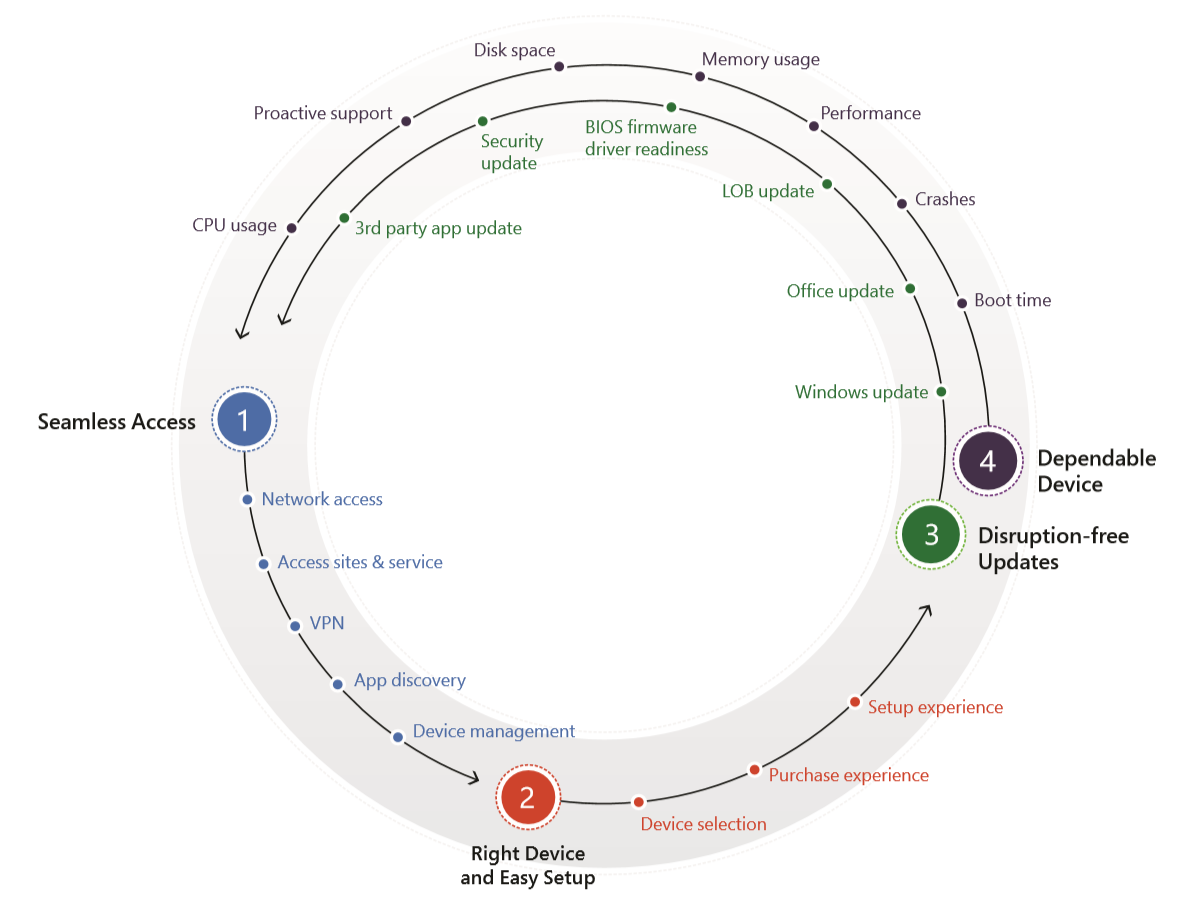 Disk space
Memory usage
Proactive support
Performance
Security
update
BIOS firmware
driver readiness
LOB update
Crashes
CPU usage
3rd party app update
Office update
Boot time
Windows update
Seamless Access
1
4
Dependable
Device
3
Disruption-free
Updates
Network access
Access sites & service
VPN
App discovery
Device management
Setup experience
Purchase experience
Device selection
2
Right Device
and Easy Setup